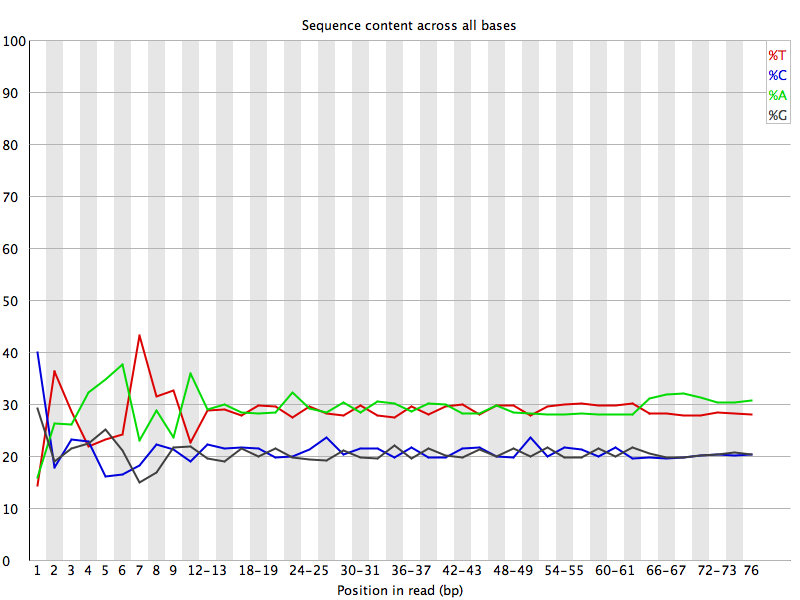 Sequence content across all bases
100
90
80
70
60
50
40
30
20
10
0
%T
%C
%A
%G
1 2 3 4 5 6 7 8 9 12-13 18-19 24-25 30-31 36-37 42-43 48-49 54-55 60-61 66-67 72-73 76
Position in read (bp)